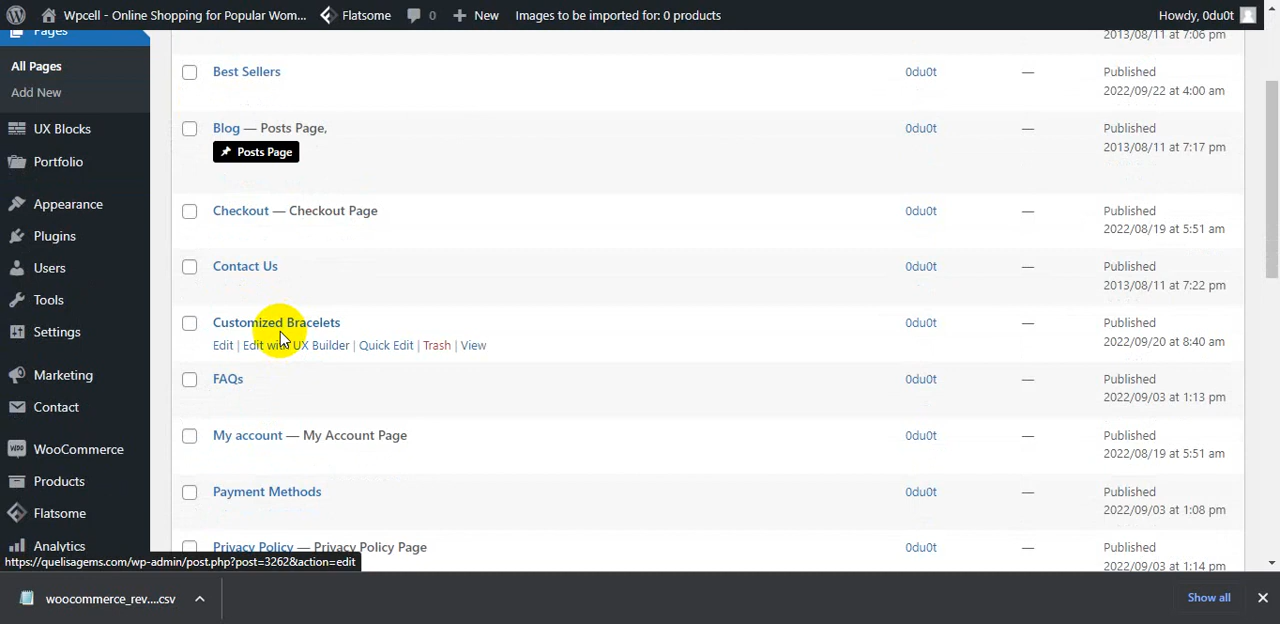 Wpcell - Online Shopping for Popular Wom... Flatsome 0 New Images to be imported for: 0 products Howdy, 0du0t
Pages
2013/08/11 at 7:06 pm
All Pages
Add New
UX Blocks
Portfolio
Appearance
Plugins
Users
Tools
Settings
Marketing
Contact
WooCommerce
Products
Flatsome
Analytics
Best Sellers 0du0t — Published
2022/09/22 at 4:00 am
Blog — Posts Page, 0du0t — Published
Posts Page 2013/08/11 at 7:17 pm
Checkout — Checkout Page 0du0t — Published
2022/08/19 at 5:51 am
Contact Us 0du0t — Published
2013/08/11 at 7:22 pm
Customized Bracelets 0du0t — Published
Edit | Edit with UX Builder | Quick Edit | Trash | View 2022/09/20 at 8:40 am
FAQs 0du0t — Published
2022/09/03 at 1:13 pm
My account — My Account Page 0du0t — Published
2022/08/19 at 5:51 am
Payment Methods 0du0t — Published
2022/09/03 at 1:08 pm
Privacy Policy — Privacy Policy Page 0du0t — Published
2022/09/03 at 1:14 pm
https://quelisagems.com/wp-admin/post.php?post=3262&action=edit
woocommerce_rev....csv Show all